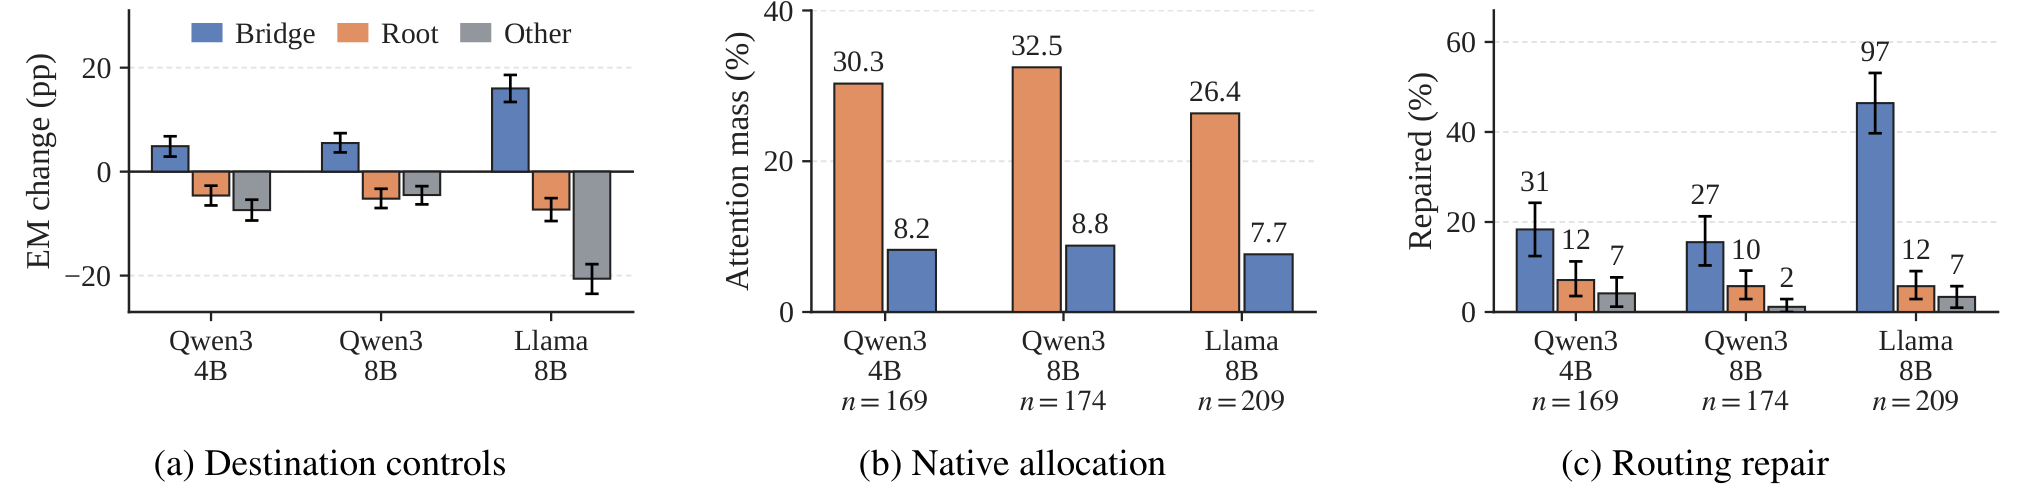 Bridge Root Other
EM change (pp)
20
0
−20
Qwen3
4B
Qwen3
8B
Llama
8B
(a) Destination controls
Attention mass (%)
40
20
0
30.3
8.2
32.5
8.8
26.4
7.7
Qwen3
4B
n=169
Qwen3
8B
n=174
Llama
8B
n=209
(b) Native allocation
Repaired (%)
60
40
20
0
31
12
7
27
10
2
97
12
7
Qwen3
4B
n=169
Qwen3
8B
n=174
Llama
8B
n=209
(c) Routing repair